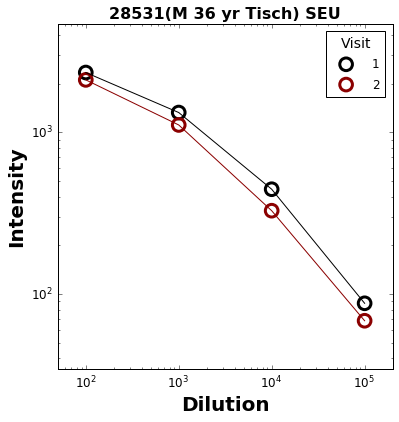 28531(M 36 yr Tisch) SEU
Visit
1
2
Intensity
10³
10²
10² 10³ 10⁴ 10⁵
Dilution